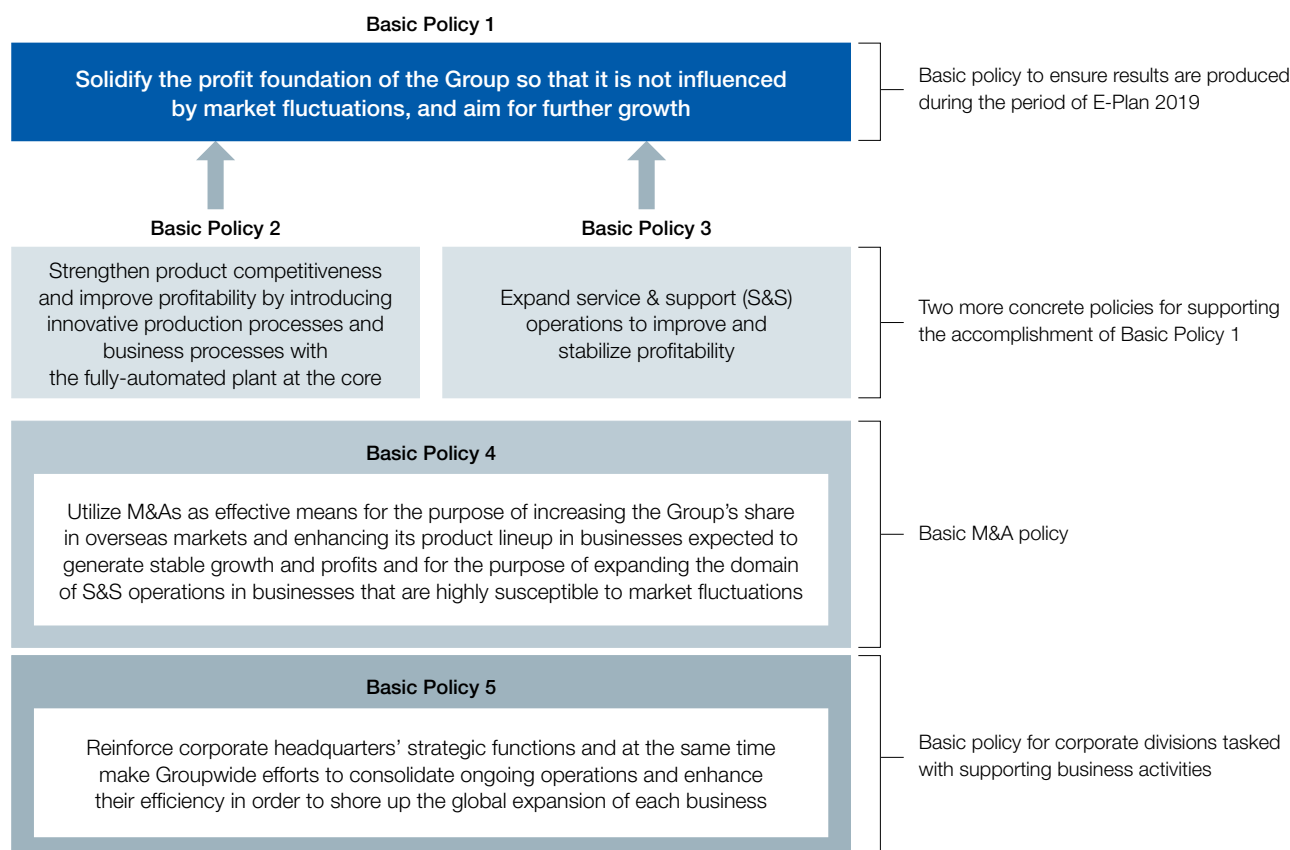 Basic Policy 1
Solidify the profit foundation of the Group so that it is not influenced
by market fluctuations, and aim for further growth
Basic policy to ensure results are produced
during the period of E-Plan 2019
Basic Policy 2
Strengthen product competitiveness
and improve profitability by introducing
innovative production processes and
business processes with
the fully-automated plant at the core
Basic Policy 3
Expand service & support (S&S)
operations to improve and
stabilize profitability
Two more concrete policies for supporting
the accomplishment of Basic Policy 1
Basic Policy 4
Utilize M&As as effective means for the purpose of increasing the Group’s share
in overseas markets and enhancing its product lineup in businesses expected to
generate stable growth and profits and for the purpose of expanding the domain
of S&S operations in businesses that are highly susceptible to market fluctuations
Basic M&A policy
Basic Policy 5
Reinforce corporate headquarters’ strategic functions and at the same time
make Groupwide efforts to consolidate ongoing operations and enhance
their efficiency in order to shore up the global expansion of each business
Basic policy for corporate divisions tasked
with supporting business activities